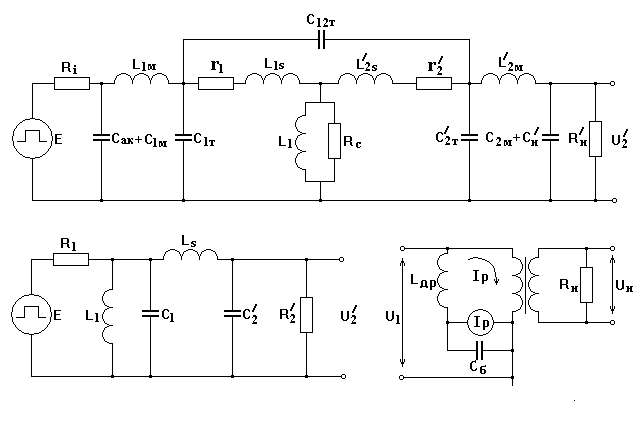 C12т
Ri L1м r1 L1s L'2s r'2 L'2м
E Cак+C1м C1т L1 Rc C'2т C2м+C'н R'н U'2
R1 Ls
E L1 C1 C'2 R'2 U'2
Lдр Iр Rн Uн
U1 Iр
Cб